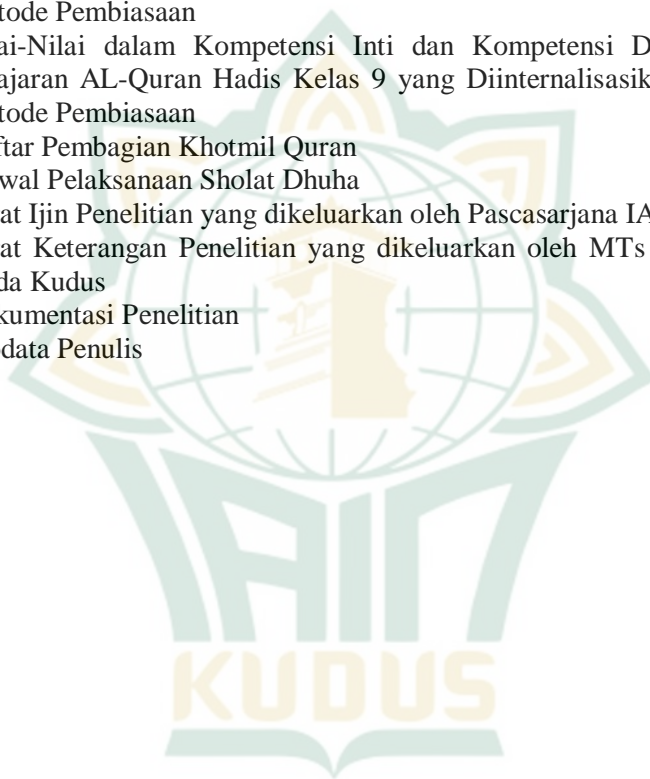 tode Pembiasaan
ai-Nilai dalam Kompetensi Inti dan Kompetensi D
ajaran AL-Quran Hadis Kelas 9 yang Diinternalisasik
tode Pembiasaan
ftar Pembagian Khotmil Quran
wal Pelaksanaan Sholat Dhuha
at Ijin Penelitian yang dikeluarkan oleh Pascasarjana IA
at Keterangan Penelitian yang dikeluarkan oleh MTs
da Kudus
kumentasi Penelitian
data Penulis
IAIN
KUDUS